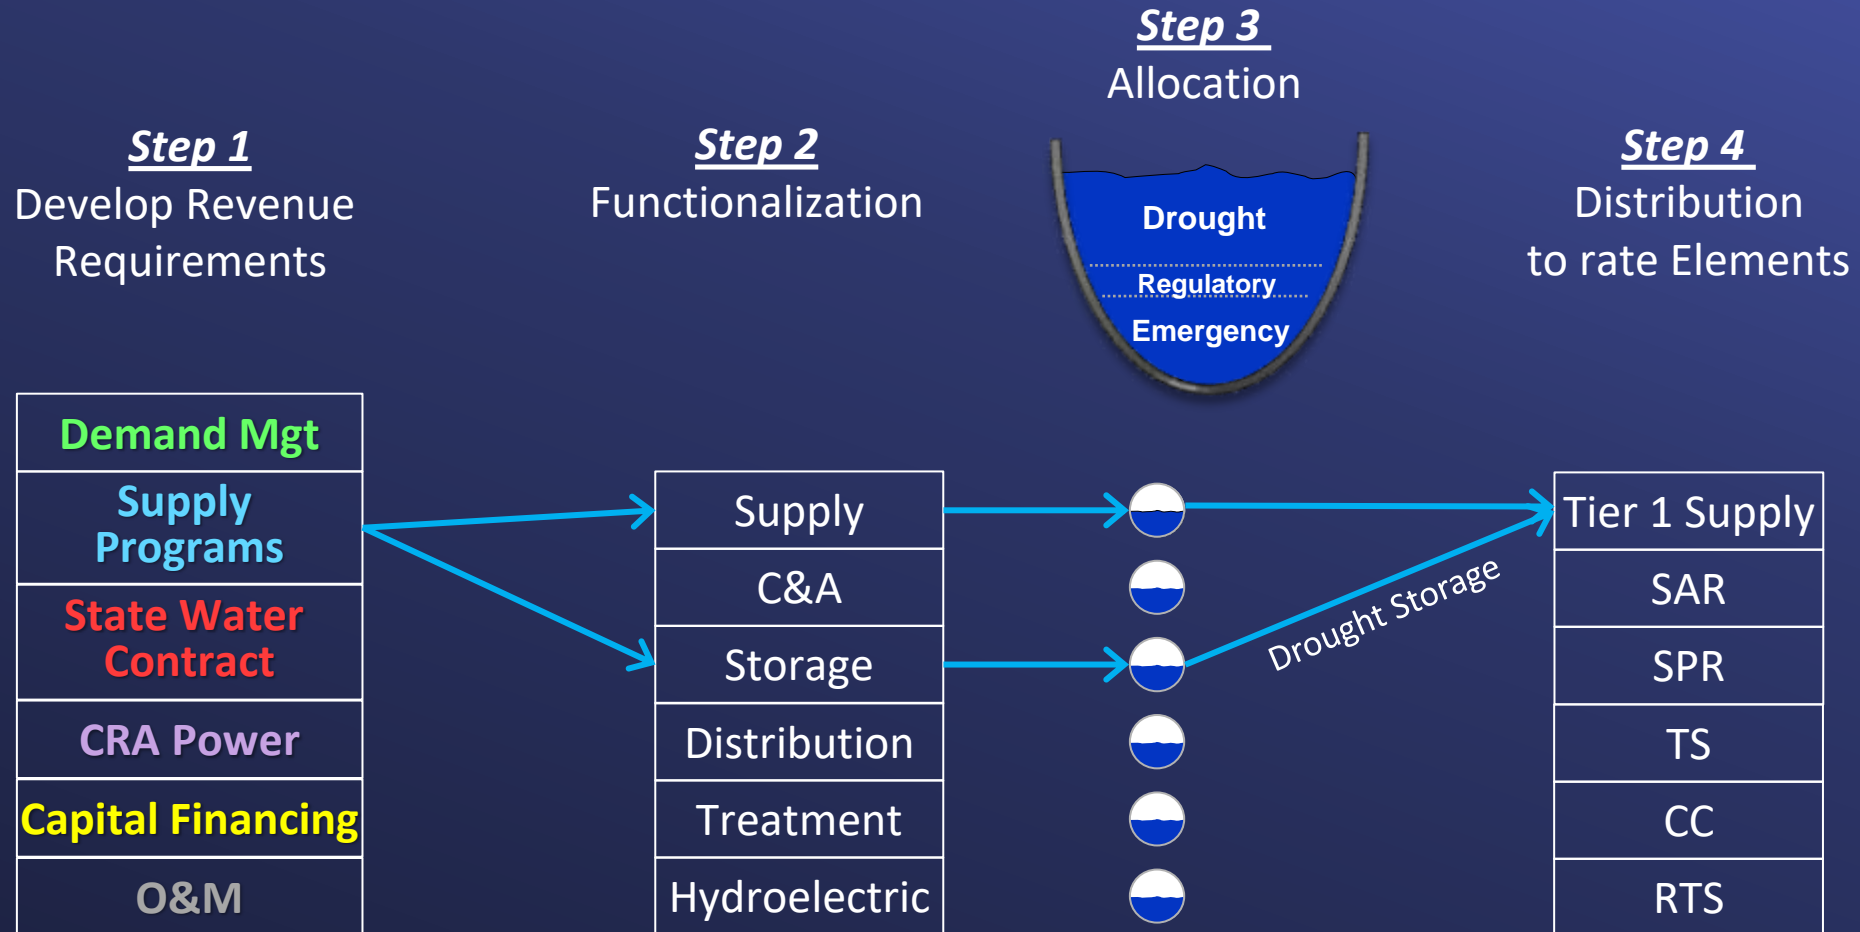 Step 1
Develop Revenue
Requirements
Step 2
Functionalization
Step 3
Allocation
Drought
Regulatory
Emergency
Step 4
Distribution
to rate Elements
Demand Mgt
Supply
Programs
State Water
Contract
CRA Power
Capital Financing
O&M
Supply
C&A
Storage
Distribution
Treatment
Hydroelectric
Drought Storage
Tier 1 Supply
SAR
SPR
TS
CC
RTS